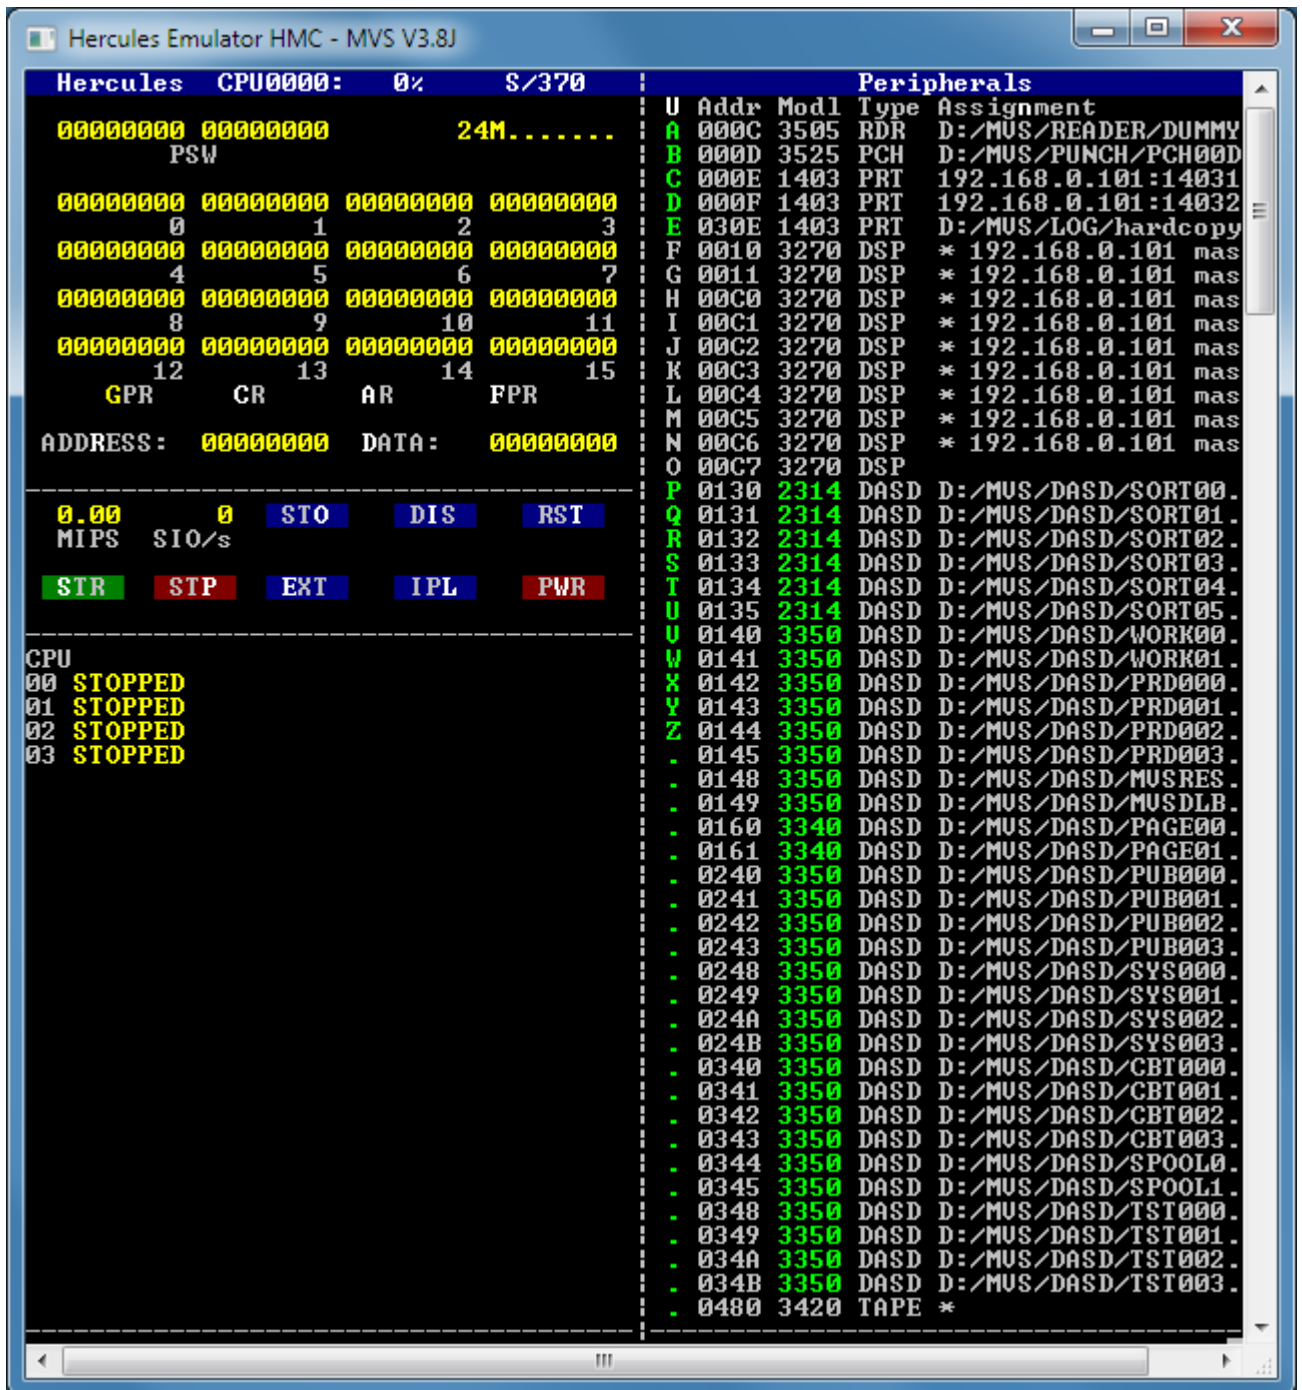 Hercules Emulator HMC - MVS V3.8J
Hercules CPU0000: 0% S/370
00000000 00000000 24M.......
PSW
00000000 00000000 00000000 00000000
0 1 2 3
00000000 00000000 00000000 00000000
4 5 6 7
00000000 00000000 00000000 00000000
8 9 10 11
00000000 00000000 00000000 00000000
12 13 14 15
GPR CR AR FPR
ADDRESS: 00000000 DATA: 00000000
0.00 0 STO DIS RST
MIPS SIO/s
STR STP EXT IPL PWR
CPU
00 STOPPED
01 STOPPED
02 STOPPED
03 STOPPED
Peripherals
U Addr Modl Type Assignment
A 000C 3505 RDR D:/MVS/READER/DUMMY
B 000D 3525 PCH D:/MVS/PUNCH/PCH00D
C 000E 1403 PRT 192.168.0.101:14031
D 000F 1403 PRT 192.168.0.101:14032
E 030E 1403 PRT D:/MVS/LOG/hardcopy
F 0010 3270 DSP * 192.168.0.101 mas
G 0011 3270 DSP * 192.168.0.101 mas
H 00C0 3270 DSP * 192.168.0.101 mas
I 00C1 3270 DSP * 192.168.0.101 mas
J 00C2 3270 DSP * 192.168.0.101 mas
K 00C3 3270 DSP * 192.168.0.101 mas
L 00C4 3270 DSP * 192.168.0.101 mas
M 00C5 3270 DSP * 192.168.0.101 mas
N 00C6 3270 DSP * 192.168.0.101 mas
O 00C7 3270 DSP
P 0130 2314 DASD D:/MVS/DASD/SORT00.
Q 0131 2314 DASD D:/MVS/DASD/SORT01.
R 0132 2314 DASD D:/MVS/DASD/SORT02.
S 0133 2314 DASD D:/MVS/DASD/SORT03.
T 0134 2314 DASD D:/MVS/DASD/SORT04.
U 0135 2314 DASD D:/MVS/DASD/SORT05.
V 0140 3350 DASD D:/MVS/DASD/WORK00.
W 0141 3350 DASD D:/MVS/DASD/WORK01.
X 0142 3350 DASD D:/MVS/DASD/PRD000.
Y 0143 3350 DASD D:/MVS/DASD/PRD001.
Z 0144 3350 DASD D:/MVS/DASD/PRD002.
. 0145 3350 DASD D:/MVS/DASD/PRD003.
. 0148 3350 DASD D:/MVS/DASD/MVSRES.
. 0149 3350 DASD D:/MVS/DASD/MVSDLB.
. 0160 3340 DASD D:/MVS/DASD/PAGE00.
. 0161 3340 DASD D:/MVS/DASD/PAGE01.
. 0240 3350 DASD D:/MVS/DASD/PUB000.
. 0241 3350 DASD D:/MVS/DASD/PUB001.
. 0242 3350 DASD D:/MVS/DASD/PUB002.
. 0243 3350 DASD D:/MVS/DASD/PUB003.
. 0248 3350 DASD D:/MVS/DASD/SYS000.
. 0249 3350 DASD D:/MVS/DASD/SYS001.
. 024A 3350 DASD D:/MVS/DASD/SYS002.
. 024B 3350 DASD D:/MVS/DASD/SYS003.
. 0340 3350 DASD D:/MVS/DASD/CBT000.
. 0341 3350 DASD D:/MVS/DASD/CBT001.
. 0342 3350 DASD D:/MVS/DASD/CBT002.
. 0343 3350 DASD D:/MVS/DASD/CBT003.
. 0344 3350 DASD D:/MVS/DASD/SPOOL0.
. 0345 3350 DASD D:/MVS/DASD/SPOOL1.
. 0348 3350 DASD D:/MVS/DASD/TST000.
. 0349 3350 DASD D:/MVS/DASD/TST001.
. 034A 3350 DASD D:/MVS/DASD/TST002.
. 034B 3350 DASD D:/MVS/DASD/TST003.
. 0480 3420 TAPE *